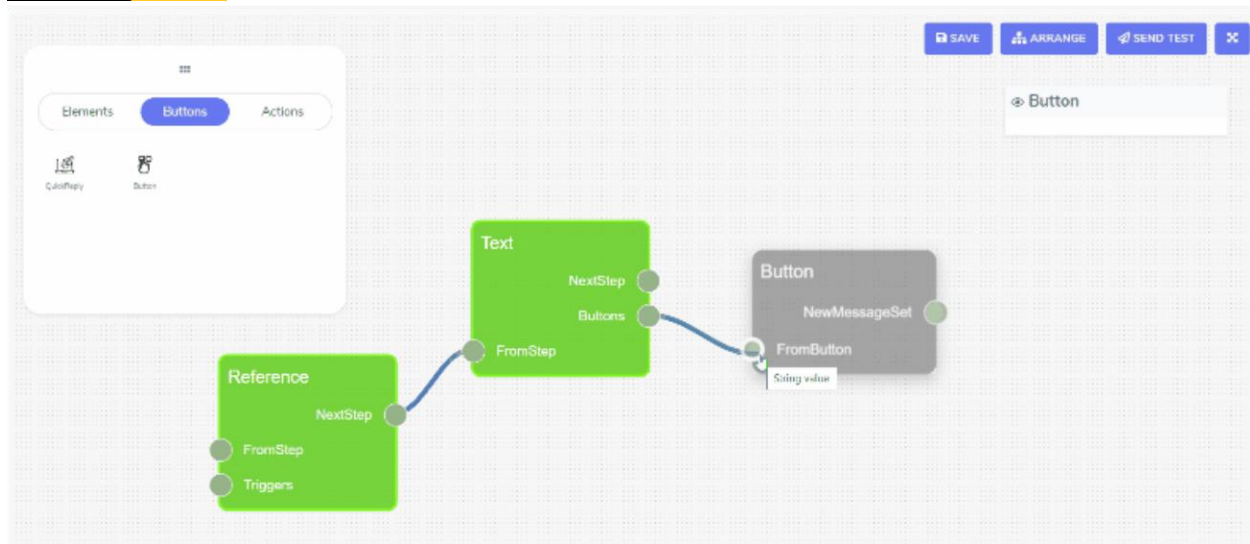 SAVE
ARRANGE
SEND TEST
Elements
Buttons
Actions
QuickReply
Button
Button
Text
NextStep
Buttons
FromStep
Button
NewMessageSet
FromButton
String value
Reference
NextStep
FromStep
Triggers